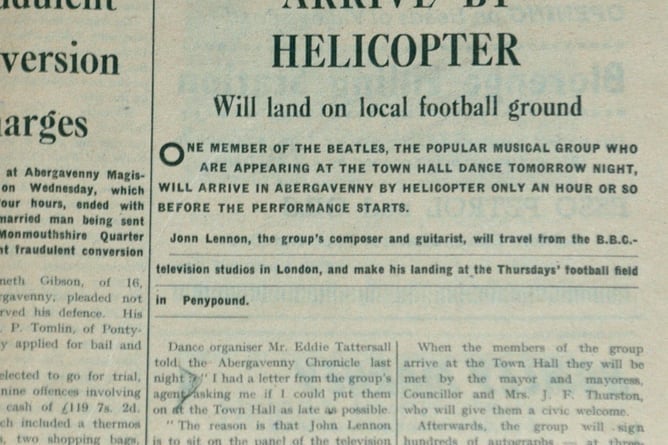 version
arges
at Abergavenny Magis-
on Wednesday, which
our hours, ended with
married man being sent
Monmouthshire Quarter
nt fraudulent conversion
neth Gibson, of 16,
rgavenny, pleaded not
rved his defence. His
P. Tomlin, of Ponty-
y applied for bail and
elected to go for trial,
nine offences involving
cash of £119 7s. 2d.
ch included a thermos
two shopping bags,
ARRIVE BY
HELICOPTER
Will land on local football ground
ONE MEMBER OF THE BEATLES, THE POPULAR MUSICAL GROUP WHO
ARE APPEARING AT THE TOWN HALL DANCE TOMORROW NIGHT,
WILL ARRIVE IN ABERGAVENNY BY HELICOPTER ONLY AN HOUR OR SO
BEFORE THE PERFORMANCE STARTS.
John Lennon, the group's composer and guitarist, will travel from the B.B.C.-
television studios in London, and make his landing at the Thursdays' football field
in Penypound.
Dance organiser Mr. Eddie Tattersall
told the Abergavenny Chronicle last
night: "I had a letter from the group's
agent asking me if I could put them
on at the Town Hall as late as possible.
"The reason is that John Lennon
is to sit on the panel of the television
When the members of the group
arrive at the Town Hall they will be
met by the mayor and mayoress,
Councillor and Mrs. J. F. Thurston,
who will give them a civic welcome.
Afterwards, the group will sign
hundreds of autographs